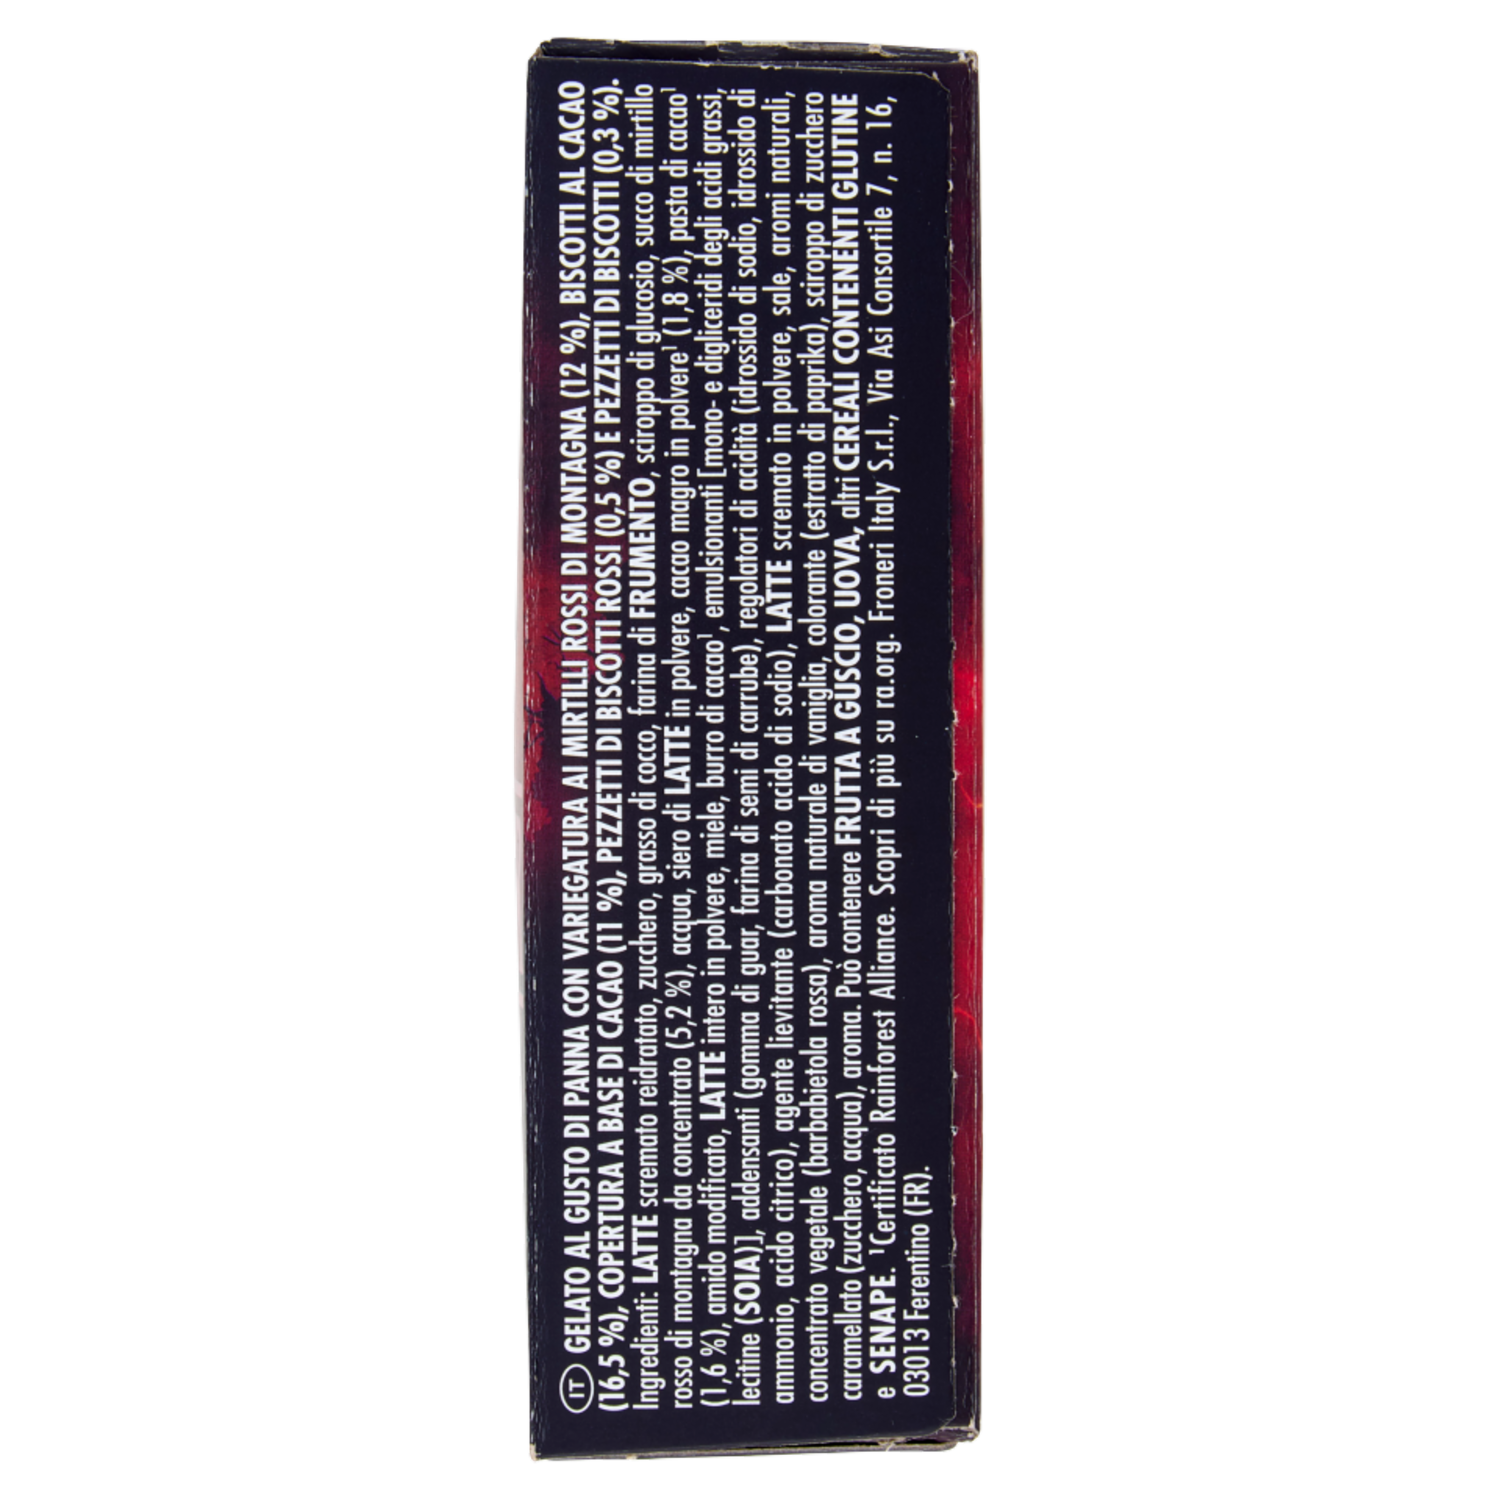 IT GELATO AL GUSTO DI PANNA CON VARIEGATURA AI MIRTILLI ROSSI DI MONTAGNA (12 %), BISCOTTI AL CACAO
(16,5 %), COPERTURA A BASE DI CACAO (11 %), PEZZETTI DI BISCOTTI ROSSI (0,5 %) E PEZZETTI DI BISCOTTI (0,3 %).
Ingredienti: LATTE scremato reidratato, zucchero, grasso di cocco, farina di FRUMENTO, sciroppo di glucosio, succo di mirtillo
rosso di montagna da concentrato (5,2 %), acqua, siero di LATTE in polvere, cacao magro in polvere¹ (1,8 %), pasta di cacao¹
(1,6 %), amido modificato, LATTE intero in polvere, miele, burro di cacao¹, emulsionanti [mono- e digliceridi degli acidi grassi,
lecitine (SOIA)], addensanti (gomma di guar, farina di semi di carrube), regolatori di acidità (idrossido di sodio, idrossido di
ammonio, acido citrico), agente lievitante (carbonato acido di sodio), LATTE scremato in polvere, sale, aromi naturali,
concentrato vegetale (barbabietola rossa), aroma naturale di vaniglia, colorante (estratto di paprika), sciroppo di zucchero
caramellato (zucchero, acqua), aroma. Può contenere FRUTTA A GUSCIO, UOVA, altri CEREALI CONTENENTI GLUTINE
e SENAPE. ¹Certificato Rainforest Alliance. Scopri di più su ra.org. Froneri Italy S.r.l., Via Asi Consortile 7, n. 16,
03013 Ferentino (FR).